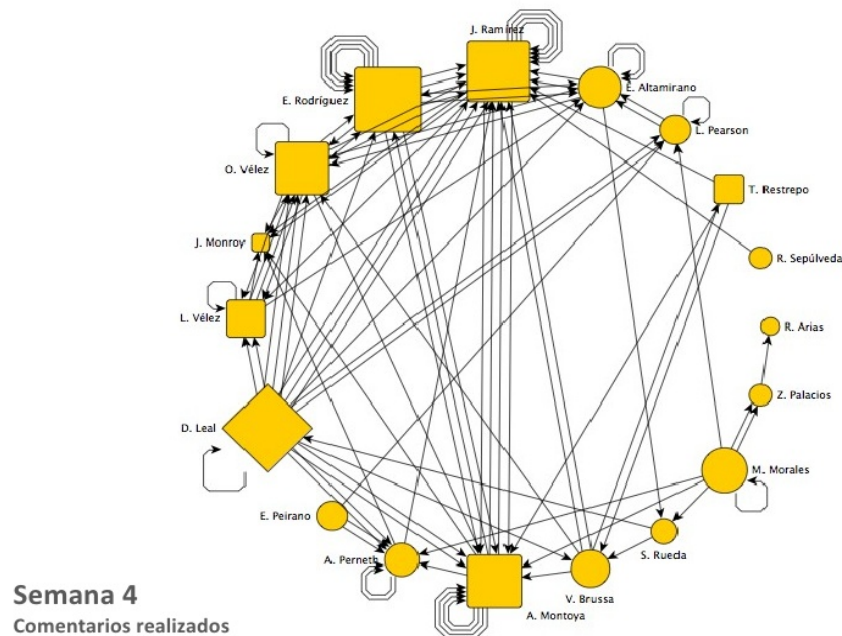 J. Ramírez
E. Rodríguez
E. Altamirano
L. Pearson
O. Vélez
T. Restrepo
J. Monroy
R. Sepúlveda
L. Vélez
R. Arias
Z. Palacios
D. Leal
M. Morales
E. Peirano
S. Rueda
A. Perneth
V. Brussa
A. Montoya
Semana 4
Comentarios realizados